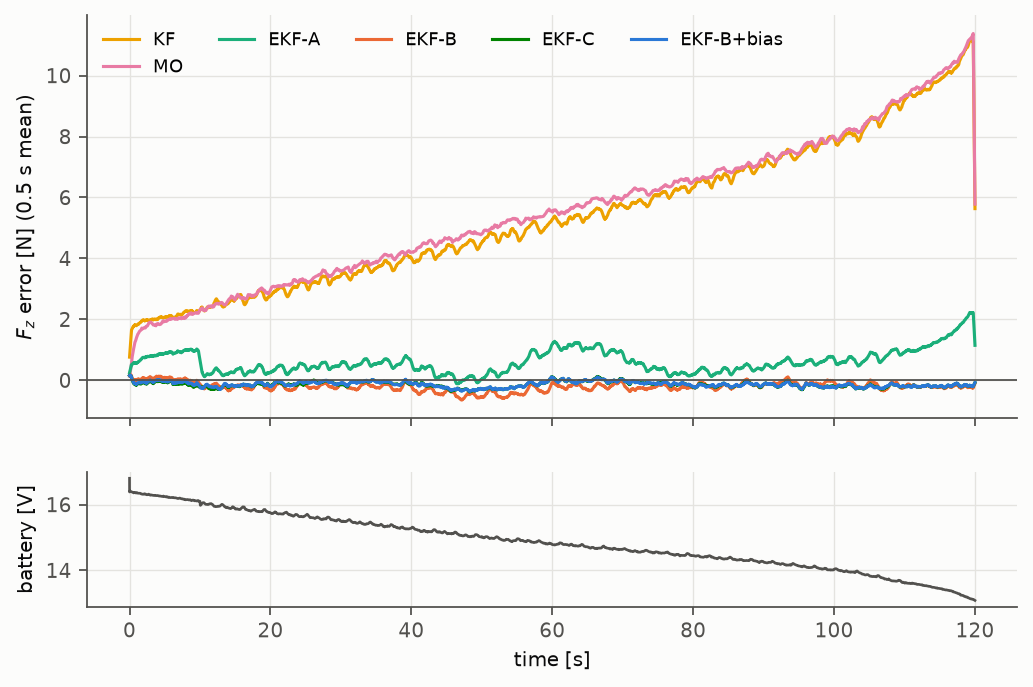 KF EKF-A EKF-B EKF-C EKF-B+bias
MO
F_z error [N] (0.5 s mean)
10
8
6
4
2
0
battery [V]
16
14
0 20 40 60 80 100 120
time [s]